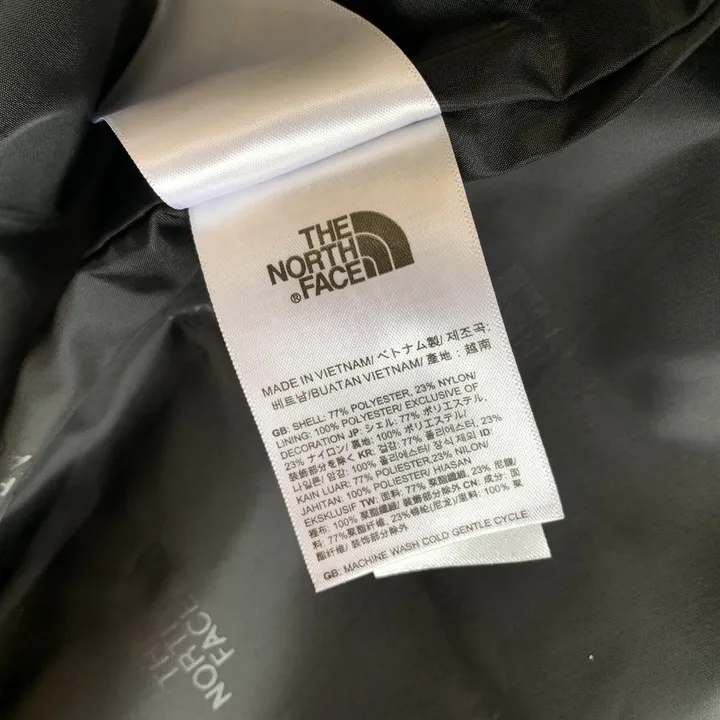 THE
NORTH
FACE
®
MADE IN VIETNAM/ ベトナム製/ 제조국:
베트남/BUATAN VIETNAM/ 產地：越南
GB: SHELL: 77% POLYESTER, 23% NYLON/
LINING: 100% POLYESTER/ EXCLUSIVE OF
DECORATION JP: シェル: 77% ポリエステル,
23% ナイロン/ 裏地: 100% ポリエステル/
装飾部分を除く KR: 겉감: 77% 폴리에스터, 23%
나일론/ 안감: 100% 폴리에스터/ 장식 제외 ID:
KAIN LUAR: 77% POLIESTER,23% NILON/
JAHITAN: 100% POLIESTER/ HIASAN
EKSKLUSIF TW: 面料: 77% 聚酯纖維, 23% 尼龍/
裡布: 100% 聚酯纖維/ 裝飾部分除外 CN: 成分: 面
料: 77%聚酯纤维, 23%锦纶(尼龙)/ 里料: 100% 聚
酯纤维/ 装饰部分除外
GB: MACHINE WASH COLD GENTLE CYCLE.
THE
NORTH
FACE